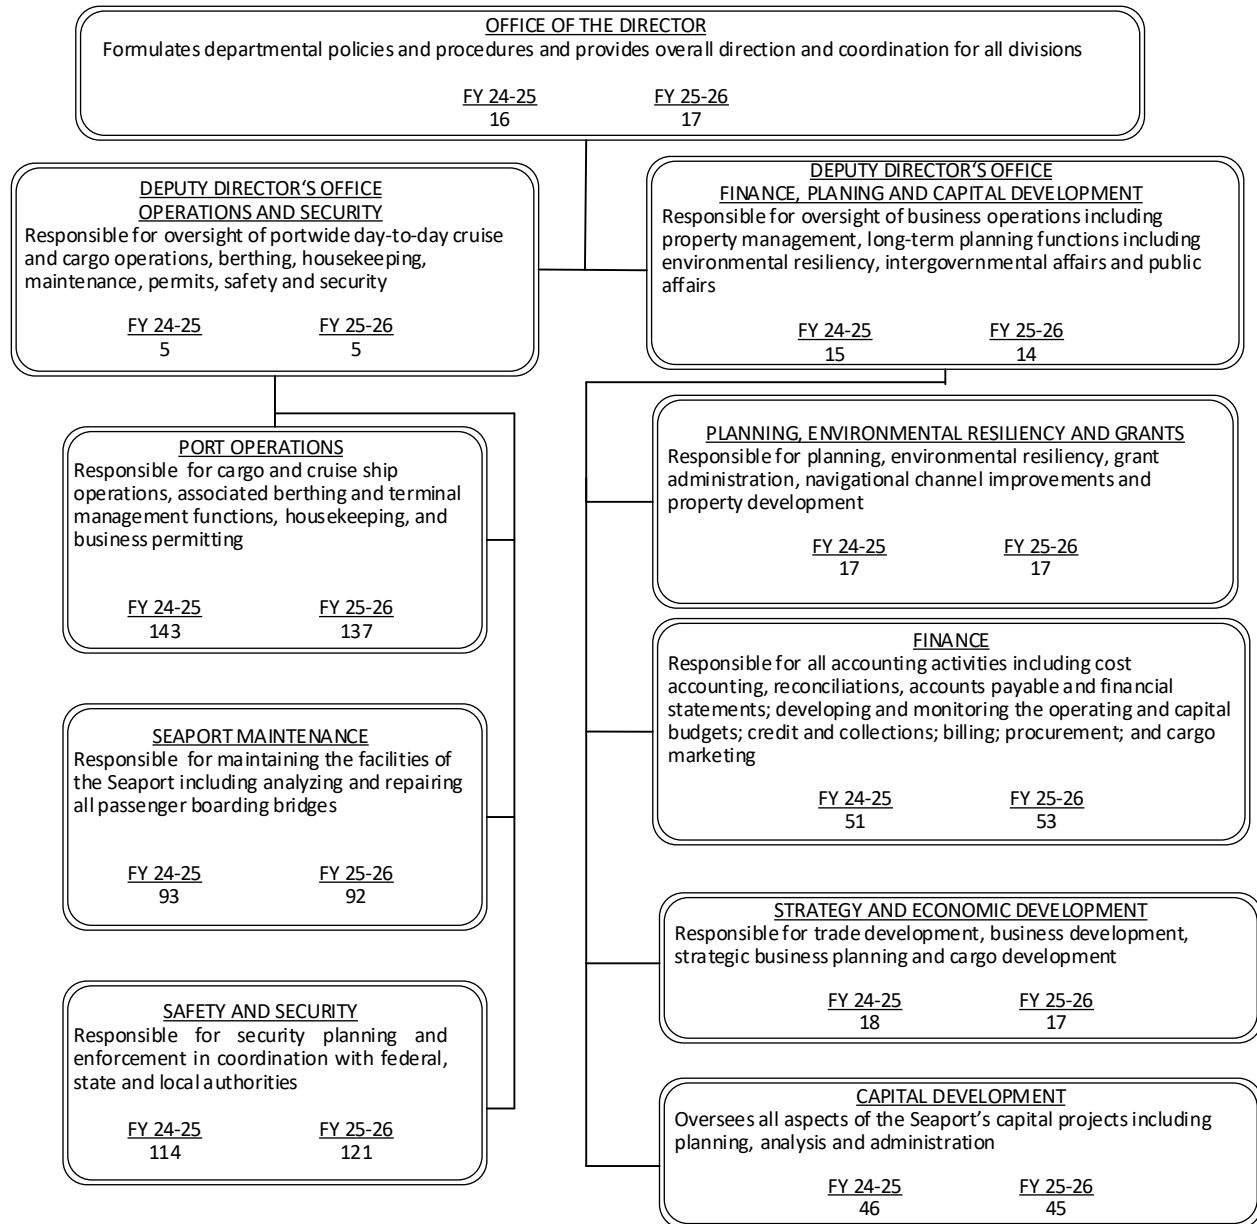 OFFICE OF THE DIRECTOR
Formulates departmental policies and procedures and provides overall direction and coordination for all divisions
FY 24-25 FY 25-26
16 17
DEPUTY DIRECTOR‘S OFFICE
OPERATIONS AND SECURITY
Responsible for oversight of portwide day-to-day cruise
and cargo operations, berthing, housekeeping,
maintenance, permits, safety and security
FY 24-25 FY 25-26
5 5
DEPUTY DIRECTOR‘S OFFICE
FINANCE, PLANING AND CAPITAL DEVELOPMENT
Responsible for oversight of business operations including
property management, long-term planning functions including
environmental resiliency, intergovernmental affairs and public
affairs
FY 24-25 FY 25-26
15 14
PORT OPERATIONS
Responsible for cargo and cruise ship
operations, associated berthing and terminal
management functions, housekeeping, and
business permitting
FY 24-25 FY 25-26
143 137
SEAPORT MAINTENANCE
Responsible for maintaining the facilities of
the Seaport including analyzing and repairing
all passenger boarding bridges
FY 24-25 FY 25-26
93 92
SAFETY AND SECURITY
Responsible for security planning and
enforcement in coordination with federal,
state and local authorities
FY 24-25 FY 25-26
114 121
PLANNING, ENVIRONMENTAL RESILIENCY AND GRANTS
Responsible for planning, environmental resiliency, grant
administration, navigational channel improvements and
property development
FY 24-25 FY 25-26
17 17
FINANCE
Responsible for all accounting activities including cost
accounting, reconciliations, accounts payable and financial
statements; developing and monitoring the operating and capital
budgets; credit and collections; billing; procurement; and cargo
marketing
FY 24-25 FY 25-26
51 53
STRATEGY AND ECONOMIC DEVELOPMENT
Responsible for trade development, business development,
strategic business planning and cargo development
FY 24-25 FY 25-26
18 17
CAPITAL DEVELOPMENT
Oversees all aspects of the Seaport’s capital projects including
planning, analysis and administration
FY 24-25 FY 25-26
46 45